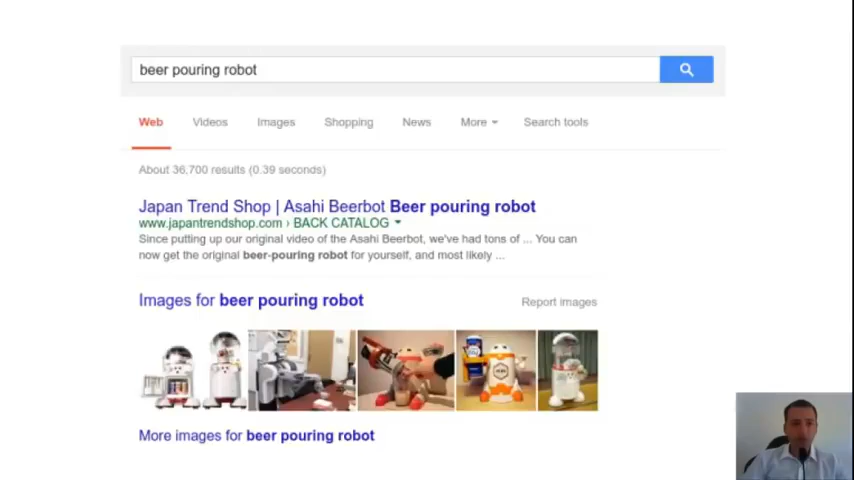 beer pouring robot
Web Videos Images Shopping News More Search tools
About 36,700 results (0.39 seconds)
Japan Trend Shop | Asahi Beerbot Beer pouring robot
www.japantrendshop.com › BACK CATALOG
Since putting up our original video of the Asahi Beerbot, we've had tons of ... You can
now get the original beer-pouring robot for yourself, and most likely ...
Images for beer pouring robot Report images
More images for beer pouring robot